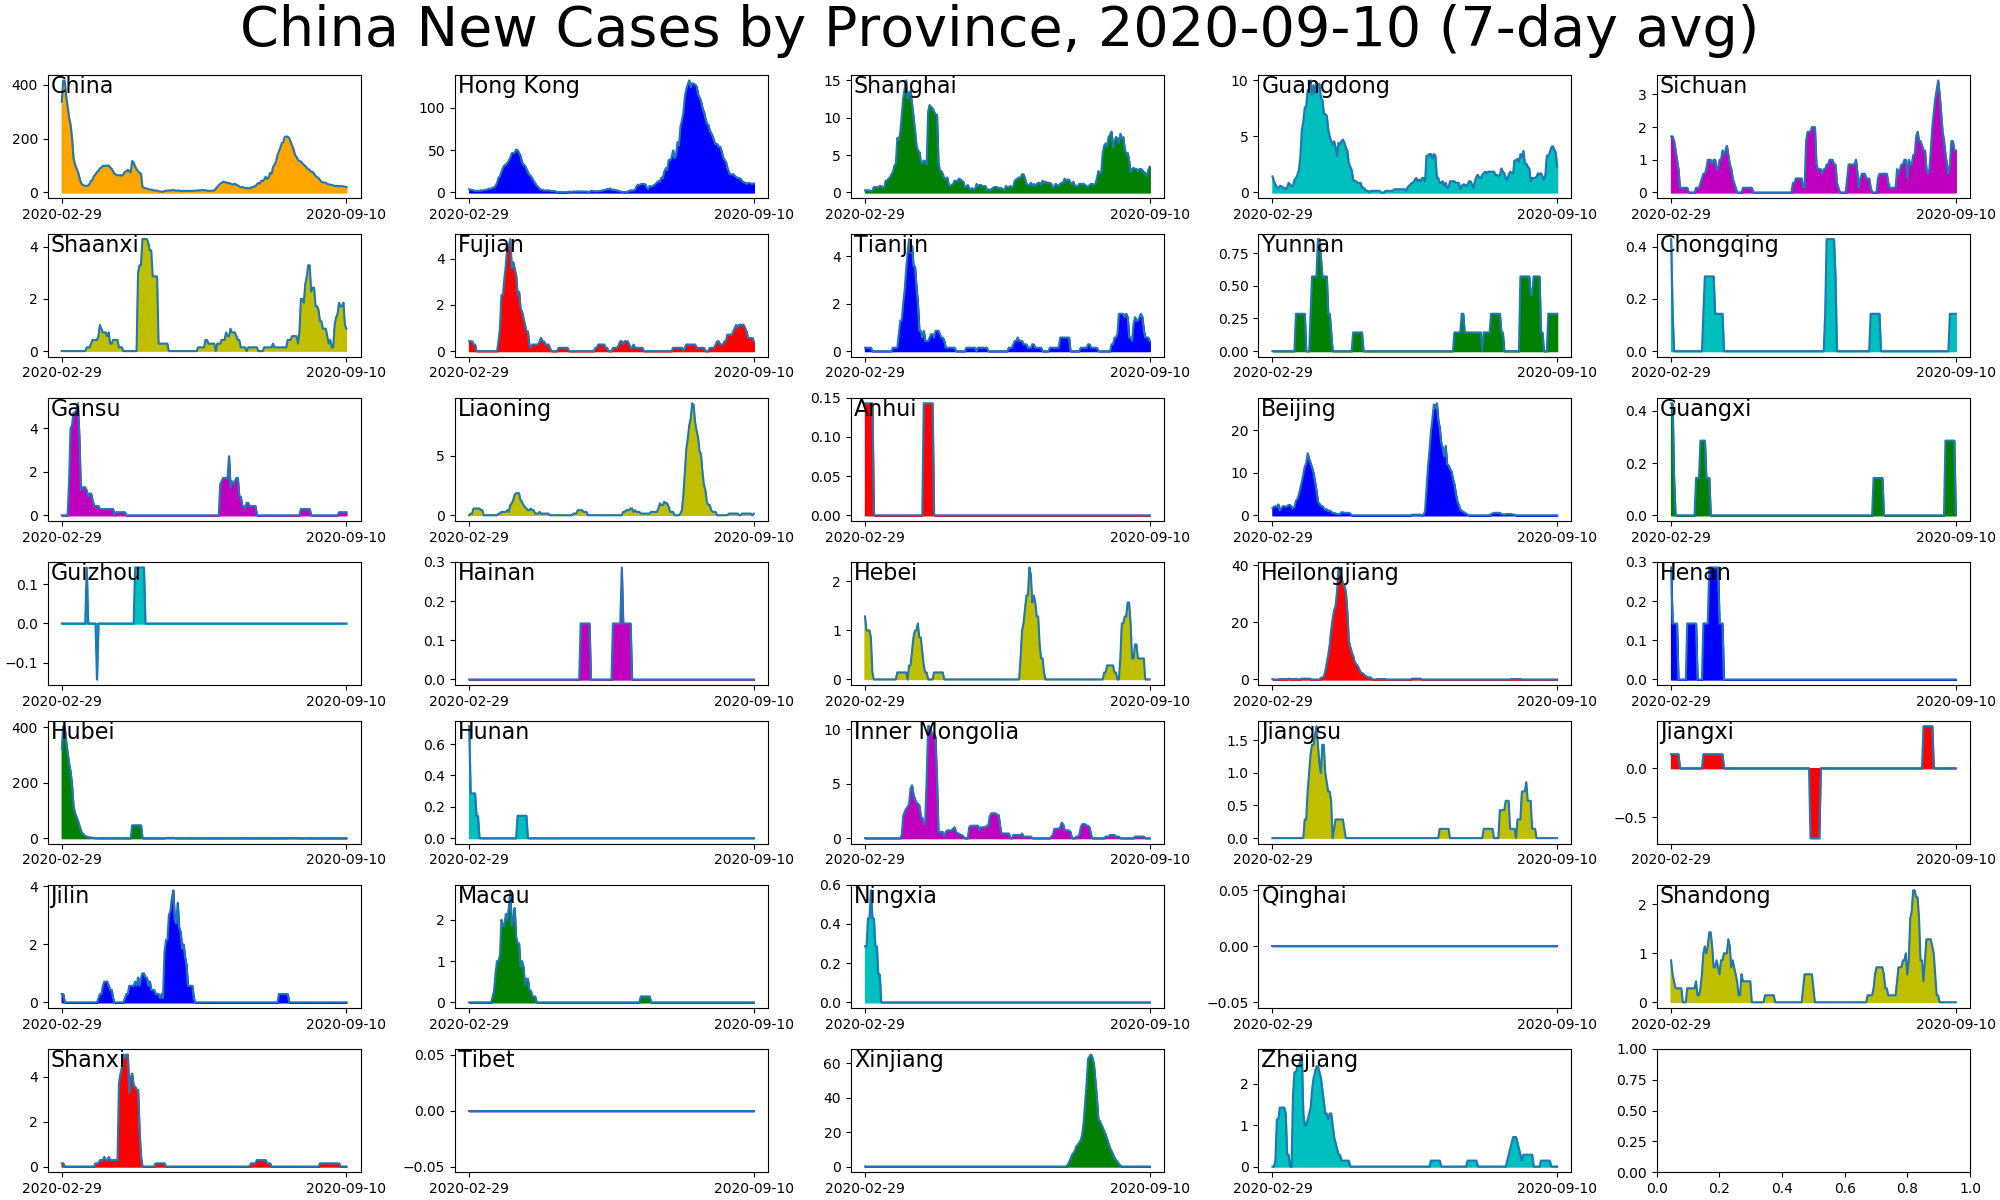 China New Cases by Province, 2020-09-10 (7-day avg)
China Hong Kong Shanghai Guangdong Sichuan
400 100 15 10 3
200 50 10 5 2
5 1
0 0 0 0 0
2020-02-29 2020-09-10 2020-02-29 2020-09-10 2020-02-29 2020-09-10 2020-02-29 2020-09-10 2020-02-29 2020-09-10
Shaanxi Fujian Tianjin Yunnan Chongqing
4 4 4 0.75 0.4
2 2 2 0.50 0.2
0.25
0 0 0 0.00 0.0
2020-02-29 2020-09-10 2020-02-29 2020-09-10 2020-02-29 2020-09-10 2020-02-29 2020-09-10 2020-02-29 2020-09-10
Gansu Liaoning Anhui Beijing Guangxi
4 5 0.15 20 0.4
2 0.10 10 0.2
0.05
0 0 0.00 0 0.0
2020-02-29 2020-09-10 2020-02-29 2020-09-10 2020-02-29 2020-09-10 2020-02-29 2020-09-10 2020-02-29 2020-09-10
Guizhou Hainan Hebei Heilongjiang Henan
0.1 0.3 2 40 0.3
0.0 0.2 1 20 0.2
−0.1 0.1 0.1
0.0 0 0 0.0
2020-02-29 2020-09-10 2020-02-29 2020-09-10 2020-02-29 2020-09-10 2020-02-29 2020-09-10 2020-02-29 2020-09-10
Hubei Hunan Inner Mongolia Jiangsu Jiangxi
400 0.6 10 1.5 0.0
200 0.4 5 1.0 −0.5
0.2 0.5
0 0.0 0 0.0
2020-02-29 2020-09-10 2020-02-29 2020-09-10 2020-02-29 2020-09-10 2020-02-29 2020-09-10 2020-02-29 2020-09-10
Jilin Macau Ningxia Qinghai Shandong
4 2 0.6 0.05 2
2 1 0.4 0.00 1
0.2
0 0 0.0 −0.05 0
2020-02-29 2020-09-10 2020-02-29 2020-09-10 2020-02-29 2020-09-10 2020-02-29 2020-09-10 2020-02-29 2020-09-10
Shanxi Tibet Xinjiang Zhejiang 1.00
4 0.05 60 2 0.75
2 0.00 40 1 0.50
20 0.25
0 −0.05 0 0 0.00
2020-02-29 2020-09-10 2020-02-29 2020-09-10 2020-02-29 2020-09-10 2020-02-29 2020-09-10 0.0 0.2 0.4 0.6 0.8 1.0